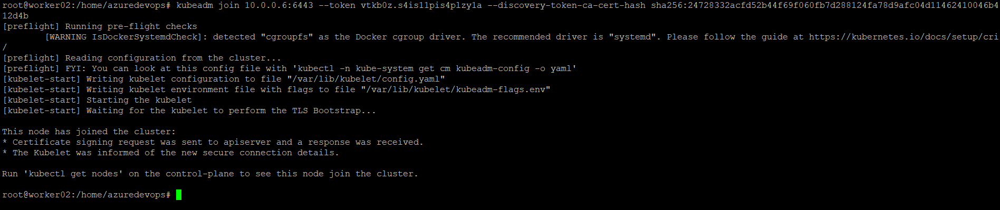 root@worker02:/home/azuredevops# kubeadm join 10.0.0.6:6443 --token vtkb0z.s4is11pis4plzy1a --discovery-token-ca-cert-hash sha256:24728332acfd52b44f69f060fb7d288124fa78d9afc04d11462410046b4
12d4b
[preflight] Running pre-flight checks
        [WARNING IsDockerSystemdCheck]: detected "cgroupfs" as the Docker cgroup driver. The recommended driver is "systemd". Please follow the guide at https://kubernetes.io/docs/setup/cri
/
[preflight] Reading configuration from the cluster...
[preflight] FYI: You can look at this config file with 'kubectl -n kube-system get cm kubeadm-config -o yaml'
[kubelet-start] Writing kubelet configuration to file "/var/lib/kubelet/config.yaml"
[kubelet-start] Writing kubelet environment file with flags to file "/var/lib/kubelet/kubeadm-flags.env"
[kubelet-start] Starting the kubelet
[kubelet-start] Waiting for the kubelet to perform the TLS Bootstrap...

This node has joined the cluster:
* Certificate signing request was sent to apiserver and a response was received.
* The Kubelet was informed of the new secure connection details.

Run 'kubectl get nodes' on the control-plane to see this node join the cluster.

root@worker02:/home/azuredevops#